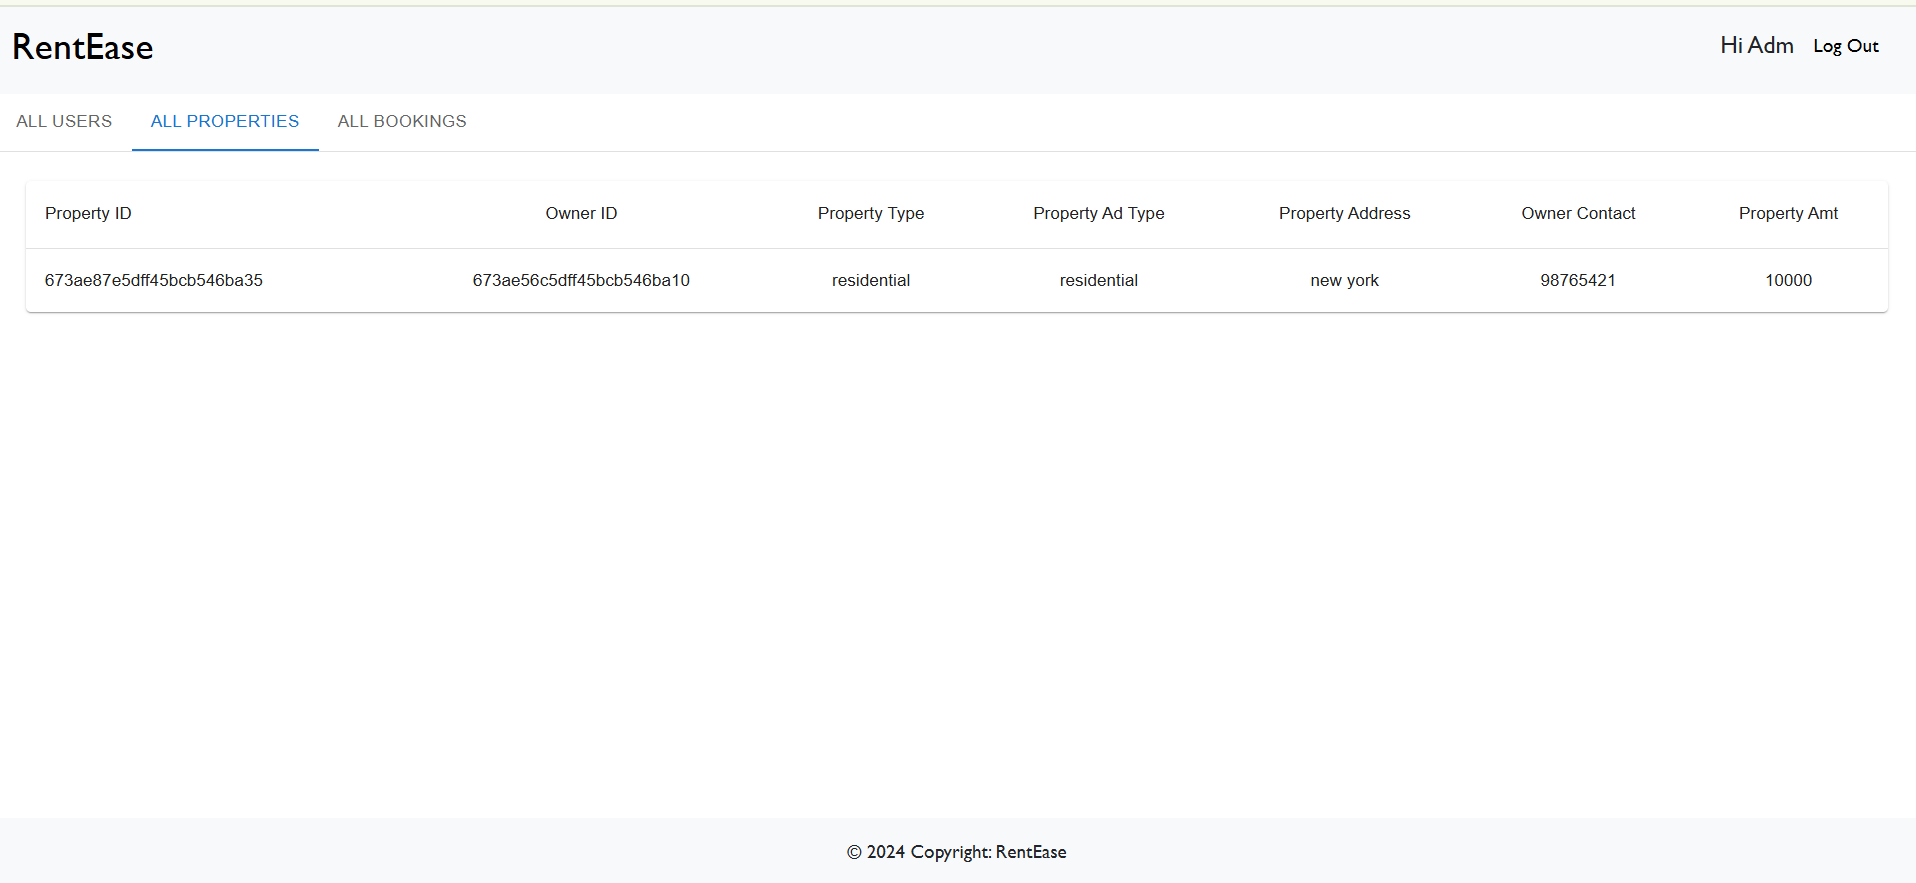 RentEase
Hi Adm Log Out
ALL USERS ALL PROPERTIES ALL BOOKINGS
Property ID Owner ID Property Type Property Ad Type Property Address Owner Contact Property Amt
673ae87e5dff45bcb546ba35 673ae56c5dff45bcb546ba10 residential residential new york 98765421 10000
© 2024 Copyright: RentEase